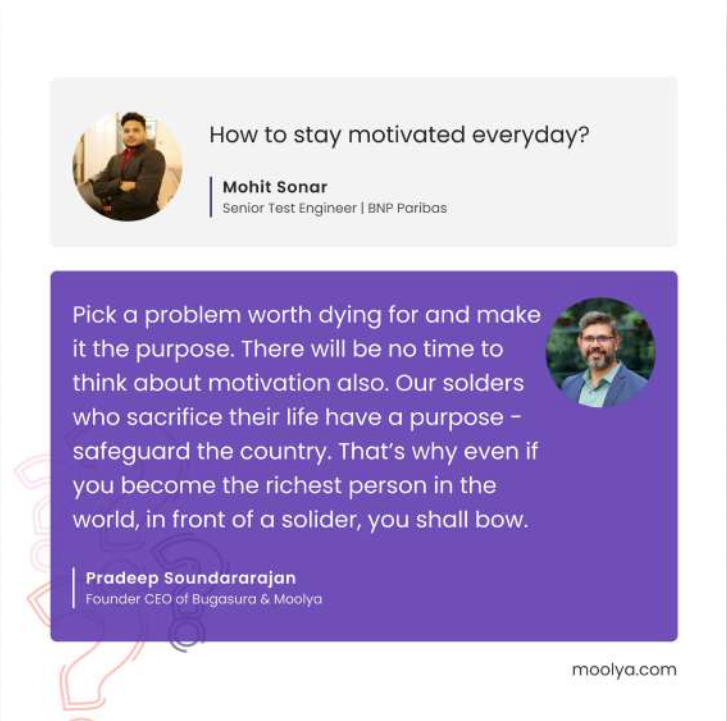 How to stay motivated everyday?
Mohit Sonar
Senior Test Engineer | BNP Paribas
Pick a problem worth dying for and make
it the purpose. There will be no time to
think about motivation also. Our solders
who sacrifice their life have a purpose -
safeguard the country. That's why even if
you become the richest person in the
world, in front of a solider, you shall bow.
Pradeep Soundararajan
Founder CEO of Bugasura & Moolya
moolya.com